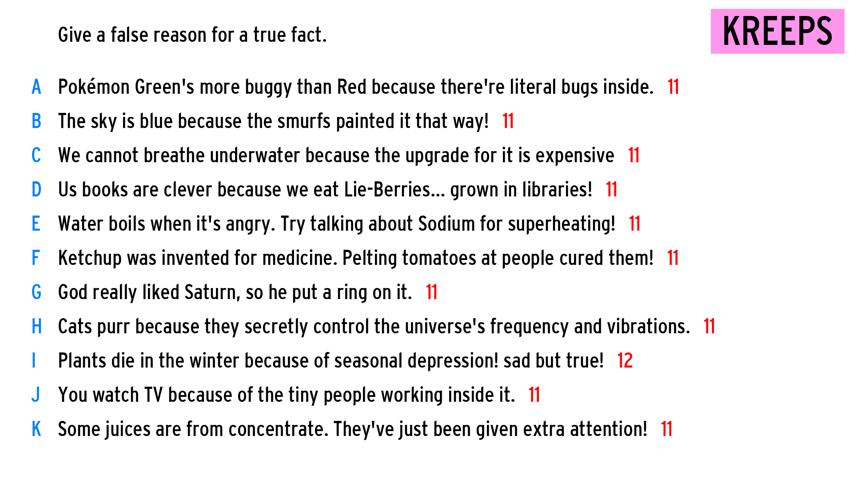 Give a false reason for a true fact.
KREEPS
A Pokémon Green's more buggy than Red because there're literal bugs inside. 11
B The sky is blue because the smurfs painted it that way! 11
C We cannot breathe underwater because the upgrade for it is expensive 11
D Us books are clever because we eat Lie-Berries... grown in libraries! 11
E Water boils when it's angry. Try talking about Sodium for superheating! 11
F Ketchup was invented for medicine. Pelting tomatoes at people cured them! 11
G God really liked Saturn, so he put a ring on it. 11
H Cats purr because they secretly control the universe's frequency and vibrations. 11
I Plants die in the winter because of seasonal depression! sad but true! 12
J You watch TV because of the tiny people working inside it. 11
K Some juices are from concentrate. They've just been given extra attention! 11